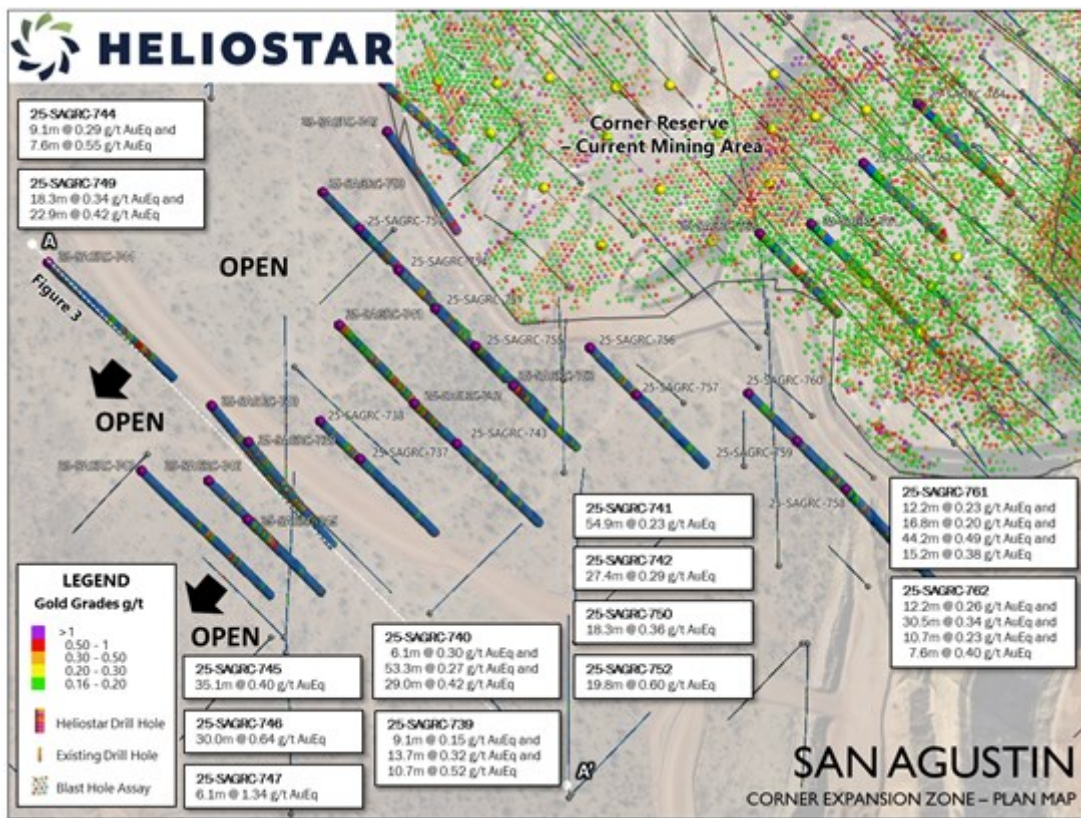 HELIOSTAR
25-SAGRC-744
9.1m @ 0.29 g/t AuEq and
7.6m @ 0.55 g/t AuEq
25-SAGRC-749
18.3m @ 0.34 g/t AuEq and
22.9m @ 0.42 g/t AuEq
Corner Reserve
– Current Mining Area
A
Figure 3
OPEN
OPEN
OPEN
25-SAGRC-755
25-SAGRC-756
25-SAGRC-757
25-SAGRC-760
25-SAGRC-738
25-SAGRC-737
25-SAGRC-743
25-SAGRC-759
25-SAGRC-758
LEGEND
Gold Grades g/t
>1
0.50 - 1
0.30 - 0.50
0.20 - 0.30
0.16 - 0.20
Heliostar Drill Hole
Existing Drill Hole
Blast Hole Assay
25-SAGRC-745
35.1m @ 0.40 g/t AuEq
25-SAGRC-746
30.0m @ 0.64 g/t AuEq
25-SAGRC-747
6.1m @ 1.34 g/t AuEq
25-SAGRC-740
6.1m @ 0.30 g/t AuEq and
53.3m @ 0.27 g/t AuEq and
29.0m @ 0.42 g/t AuEq
25-SAGRC-739
9.1m @ 0.15 g/t AuEq and
13.7m @ 0.32 g/t AuEq and
10.7m @ 0.52 g/t AuEq
25-SAGRC-741
54.9m @ 0.23 g/t AuEq
25-SAGRC-742
27.4m @ 0.29 g/t AuEq
25-SAGRC-750
18.3m @ 0.36 g/t AuEq
25-SAGRC-752
19.8m @ 0.60 g/t AuEq
25-SAGRC-761
12.2m @ 0.23 g/t AuEq and
16.8m @ 0.20 g/t AuEq and
44.2m @ 0.49 g/t AuEq and
15.2m @ 0.38 g/t AuEq
25-SAGRC-762
12.2m @ 0.26 g/t AuEq and
30.5m @ 0.34 g/t AuEq and
10.7m @ 0.23 g/t AuEq and
7.6m @ 0.40 g/t AuEq
A'
SAN AGUSTIN
CORNER EXPANSION ZONE – PLAN MAP